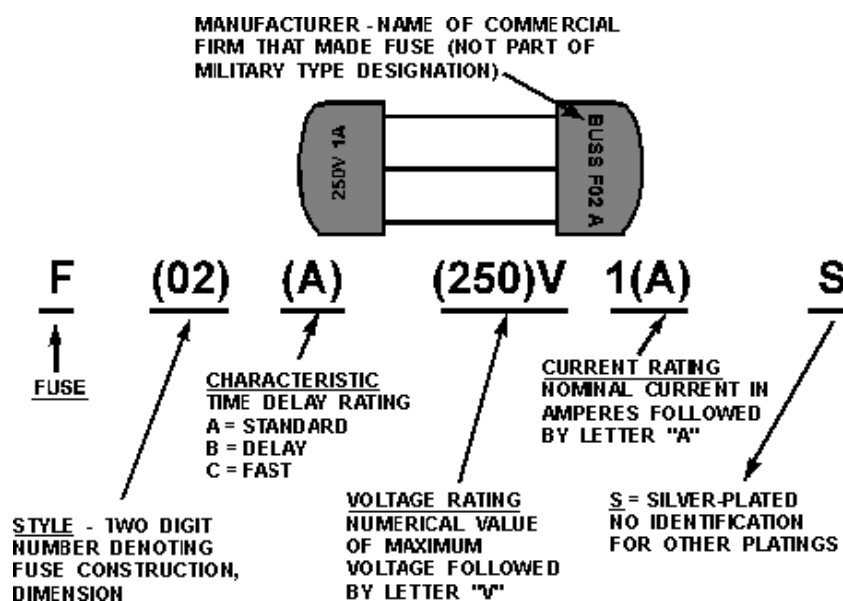 MANUFACTURER - NAME OF COMMERCIAL
FIRM THAT MADE FUSE (NOT PART OF
MILITARY TYPE DESIGNATION)
250V 1A
BUSS F02 A
F (02) (A) (250)V 1(A) S
FUSE
CHARACTERISTIC
TIME DELAY RATING
A = STANDARD
B = DELAY
C = FAST
CURRENT RATING
NOMINAL CURRENT IN
AMPERES FOLLOWED
BY LETTER "A"
STYLE - TWO DIGIT
NUMBER DENOTING
FUSE CONSTRUCTION,
DIMENSION
VOLTAGE RATING
NUMERICAL VALUE
OF MAXIMUM
VOLTAGE FOLLOWED
BY LETTER "V"
S = SILVER-PLATED
NO IDENTIFICATION
FOR OTHER PLATINGS